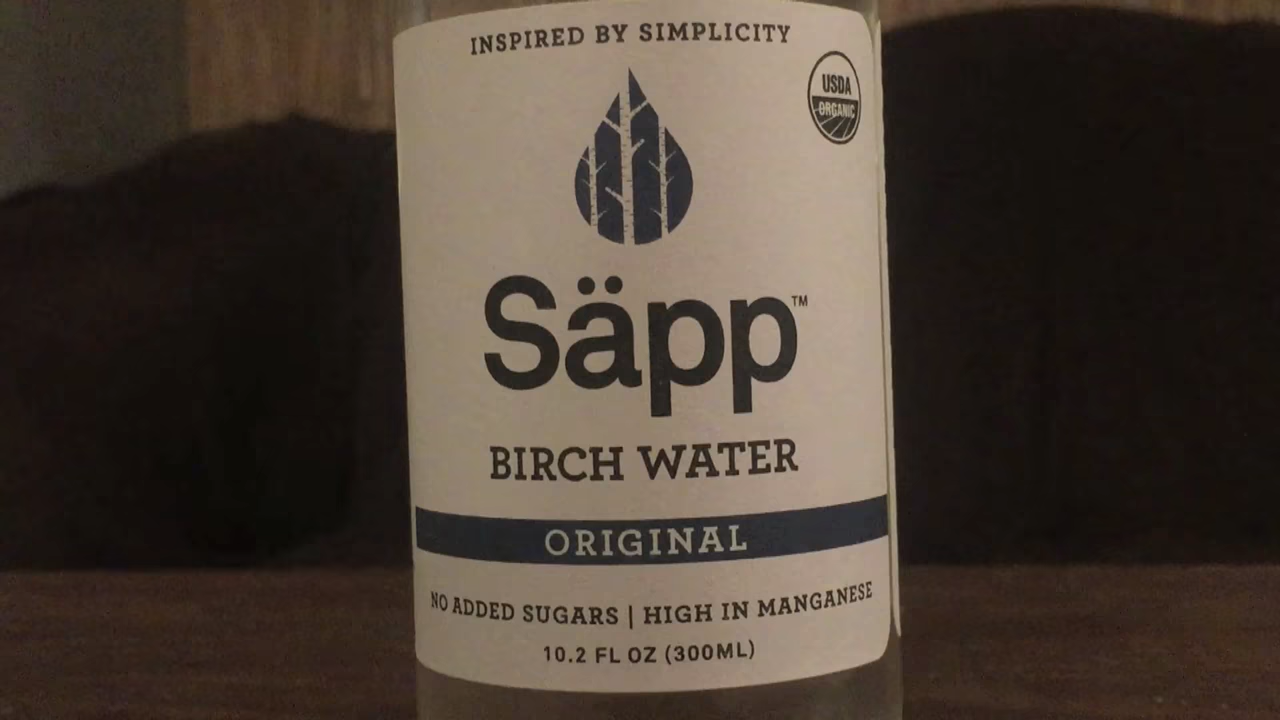 INSPIRED BY SIMPLICITY
USDA
ORGANIC
Säpp™
BIRCH WATER
ORIGINAL
NO ADDED SUGARS | HIGH IN MANGANESE
10.2 FL OZ (300ML)